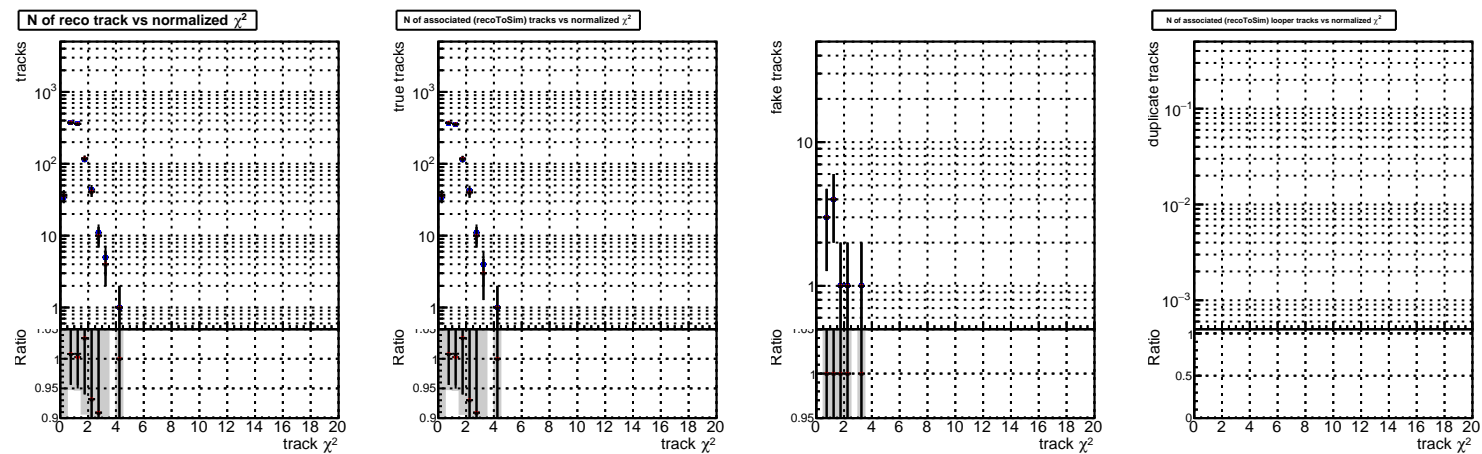 N of reco track vs normalized χ²
tracks
10³
10²
10
1
Ratio
1.05
1
0.95
0.9
0 2 4 6 8 10 12 14 16 18 20
track χ²
N of associated (recoToSim) tracks vs normalized χ²
true tracks
10³
10²
10
1
Ratio
1.05
1
0.95
0.9
0 2 4 6 8 10 12 14 16 18 20
track χ²
fake tracks
10
1
Ratio
1.05
1
0.95
0 2 4 6 8 10 12 14 16 18 20
track χ²
N of associated (recoToSim) looper tracks vs normalized χ²
duplicate tracks
10⁻¹
10⁻²
10⁻³
Ratio
1
0.5
0
0 2 4 6 8 10 12 14 16 18 20
track χ²